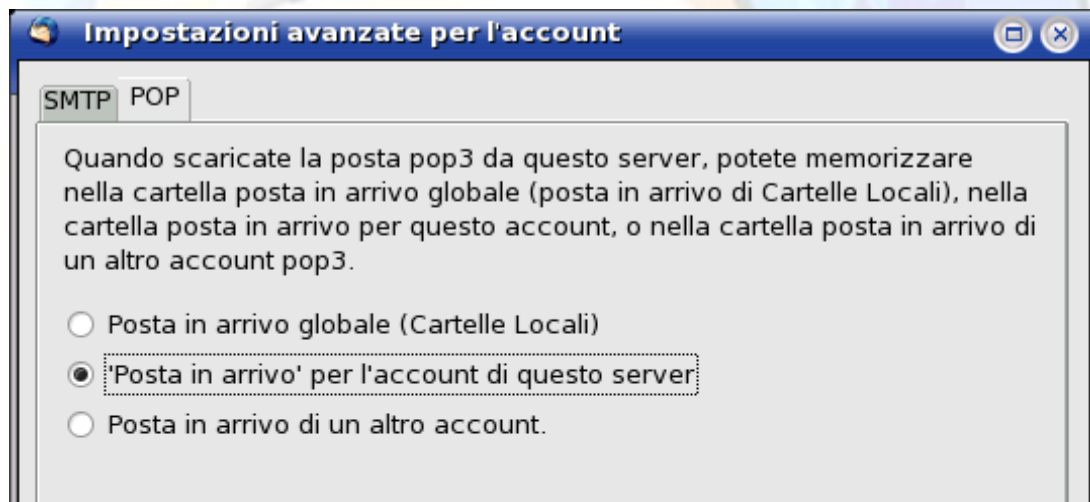 Impostazioni avanzate per l'account
SMTP POP
Quando scaricate la posta pop3 da questo server, potete memorizzare
nella cartella posta in arrivo globale (posta in arrivo di Cartelle Locali), nella
cartella posta in arrivo per questo account, o nella cartella posta in arrivo di
un altro account pop3.
Posta in arrivo globale (Cartelle Locali)
'Posta in arrivo' per l'account di questo server
Posta in arrivo di un altro account.